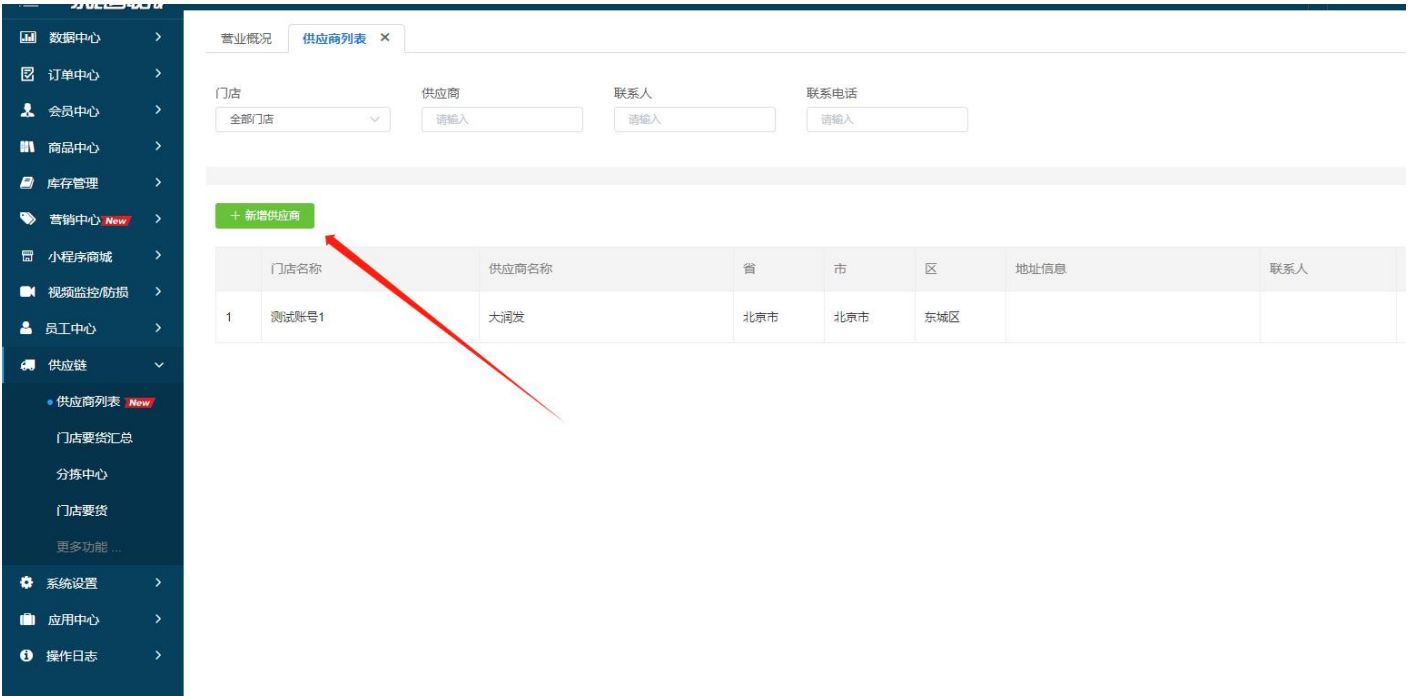 数据中心
订单中心
会员中心
商品中心
库存管理
营销中心 New
小程序商城
视频监控/防损
员工中心
供应链
供应商列表 New
门店要货汇总
分拣中心
门店要货
更多功能 ...
系统设置
应用中心
操作日志
营业概况 供应商列表 ×
门店 供应商 联系人 联系电话
全部门店 请输入 请输入 请输入
+ 新增供应商
门店名称 供应商名称 省 市 区 地址信息 联系人
1 测试账号1 大润发 北京市 北京市 东城区